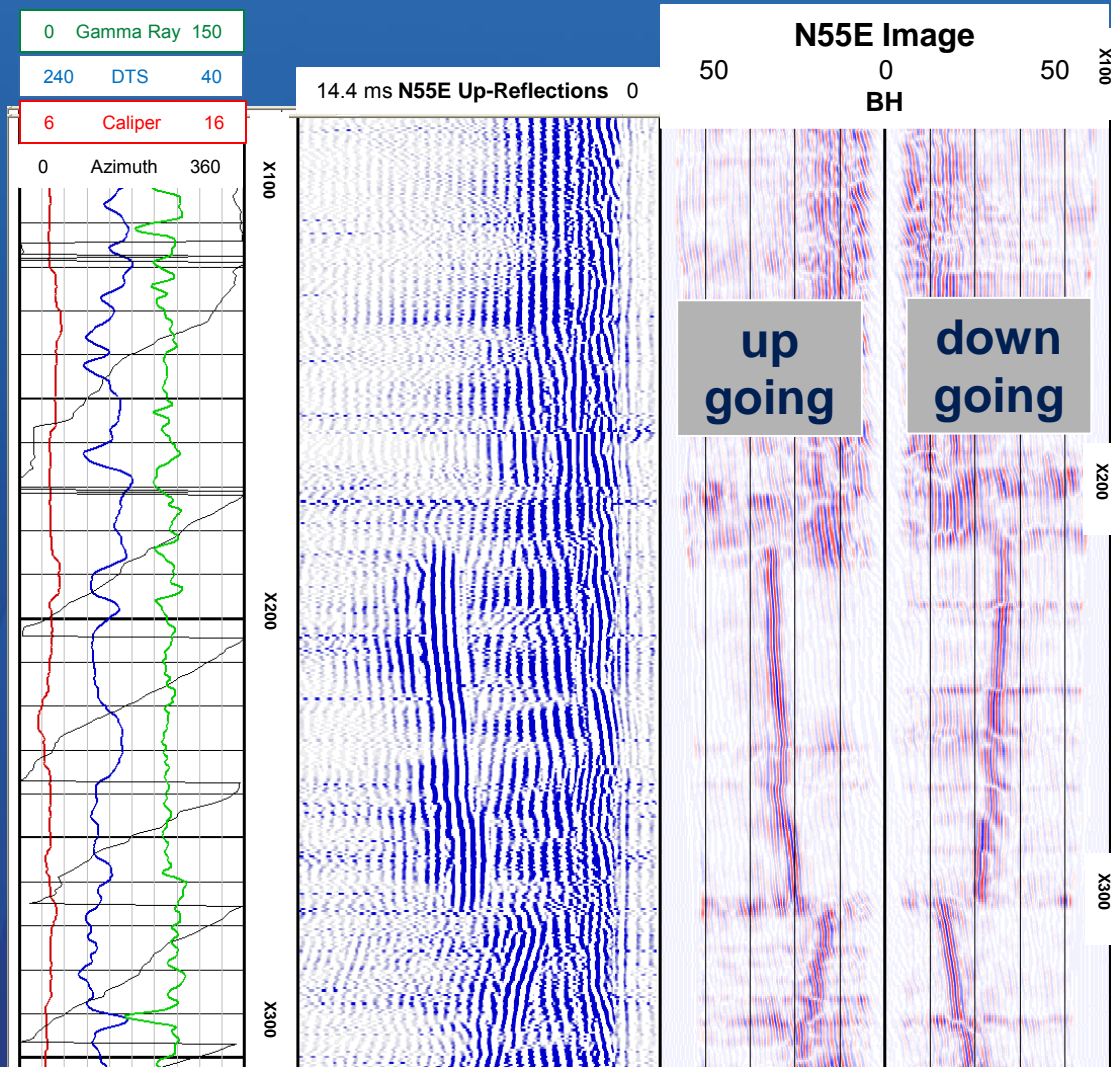 0 Gamma Ray 150
240 DTS 40
6 Caliper 16
0 Azimuth 360
X100
X200
X300
14.4 ms N55E Up-Reflections 0
N55E Image
50 0 50
BH
X100
up
going
down
going
X200
X300